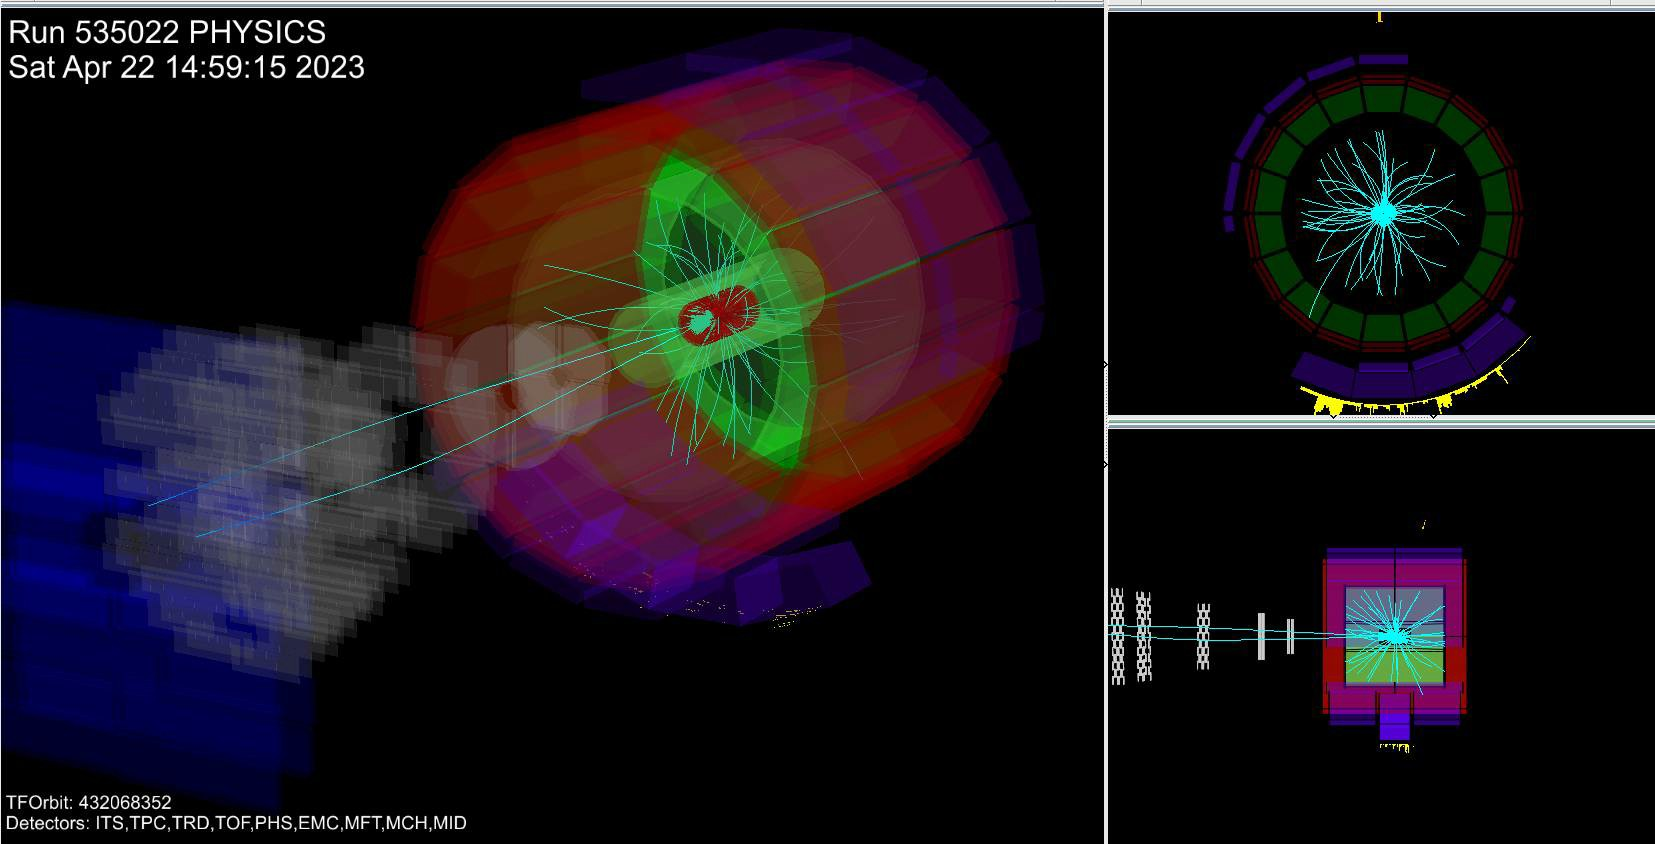 Run 535022 PHYSICS
Sat Apr 22 14:59:15 2023
TFOrbit: 432068352
Detectors: ITS,TPC,TRD,TOF,PHS,EMC,MFT,MCH,MID